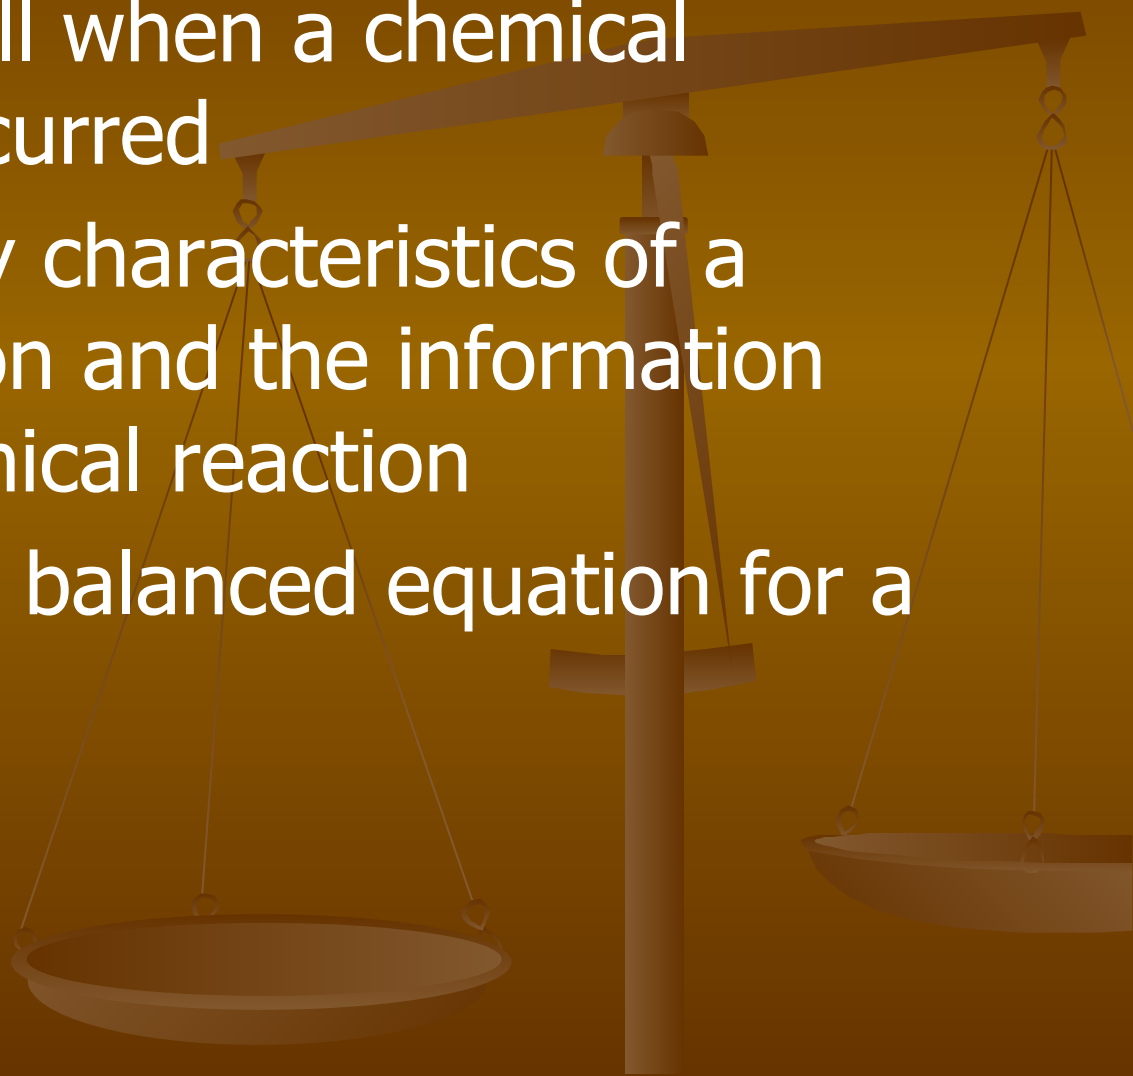 ll when a chemical
curred
y characteristics of a
on and the information
nical reaction
balanced equation for a